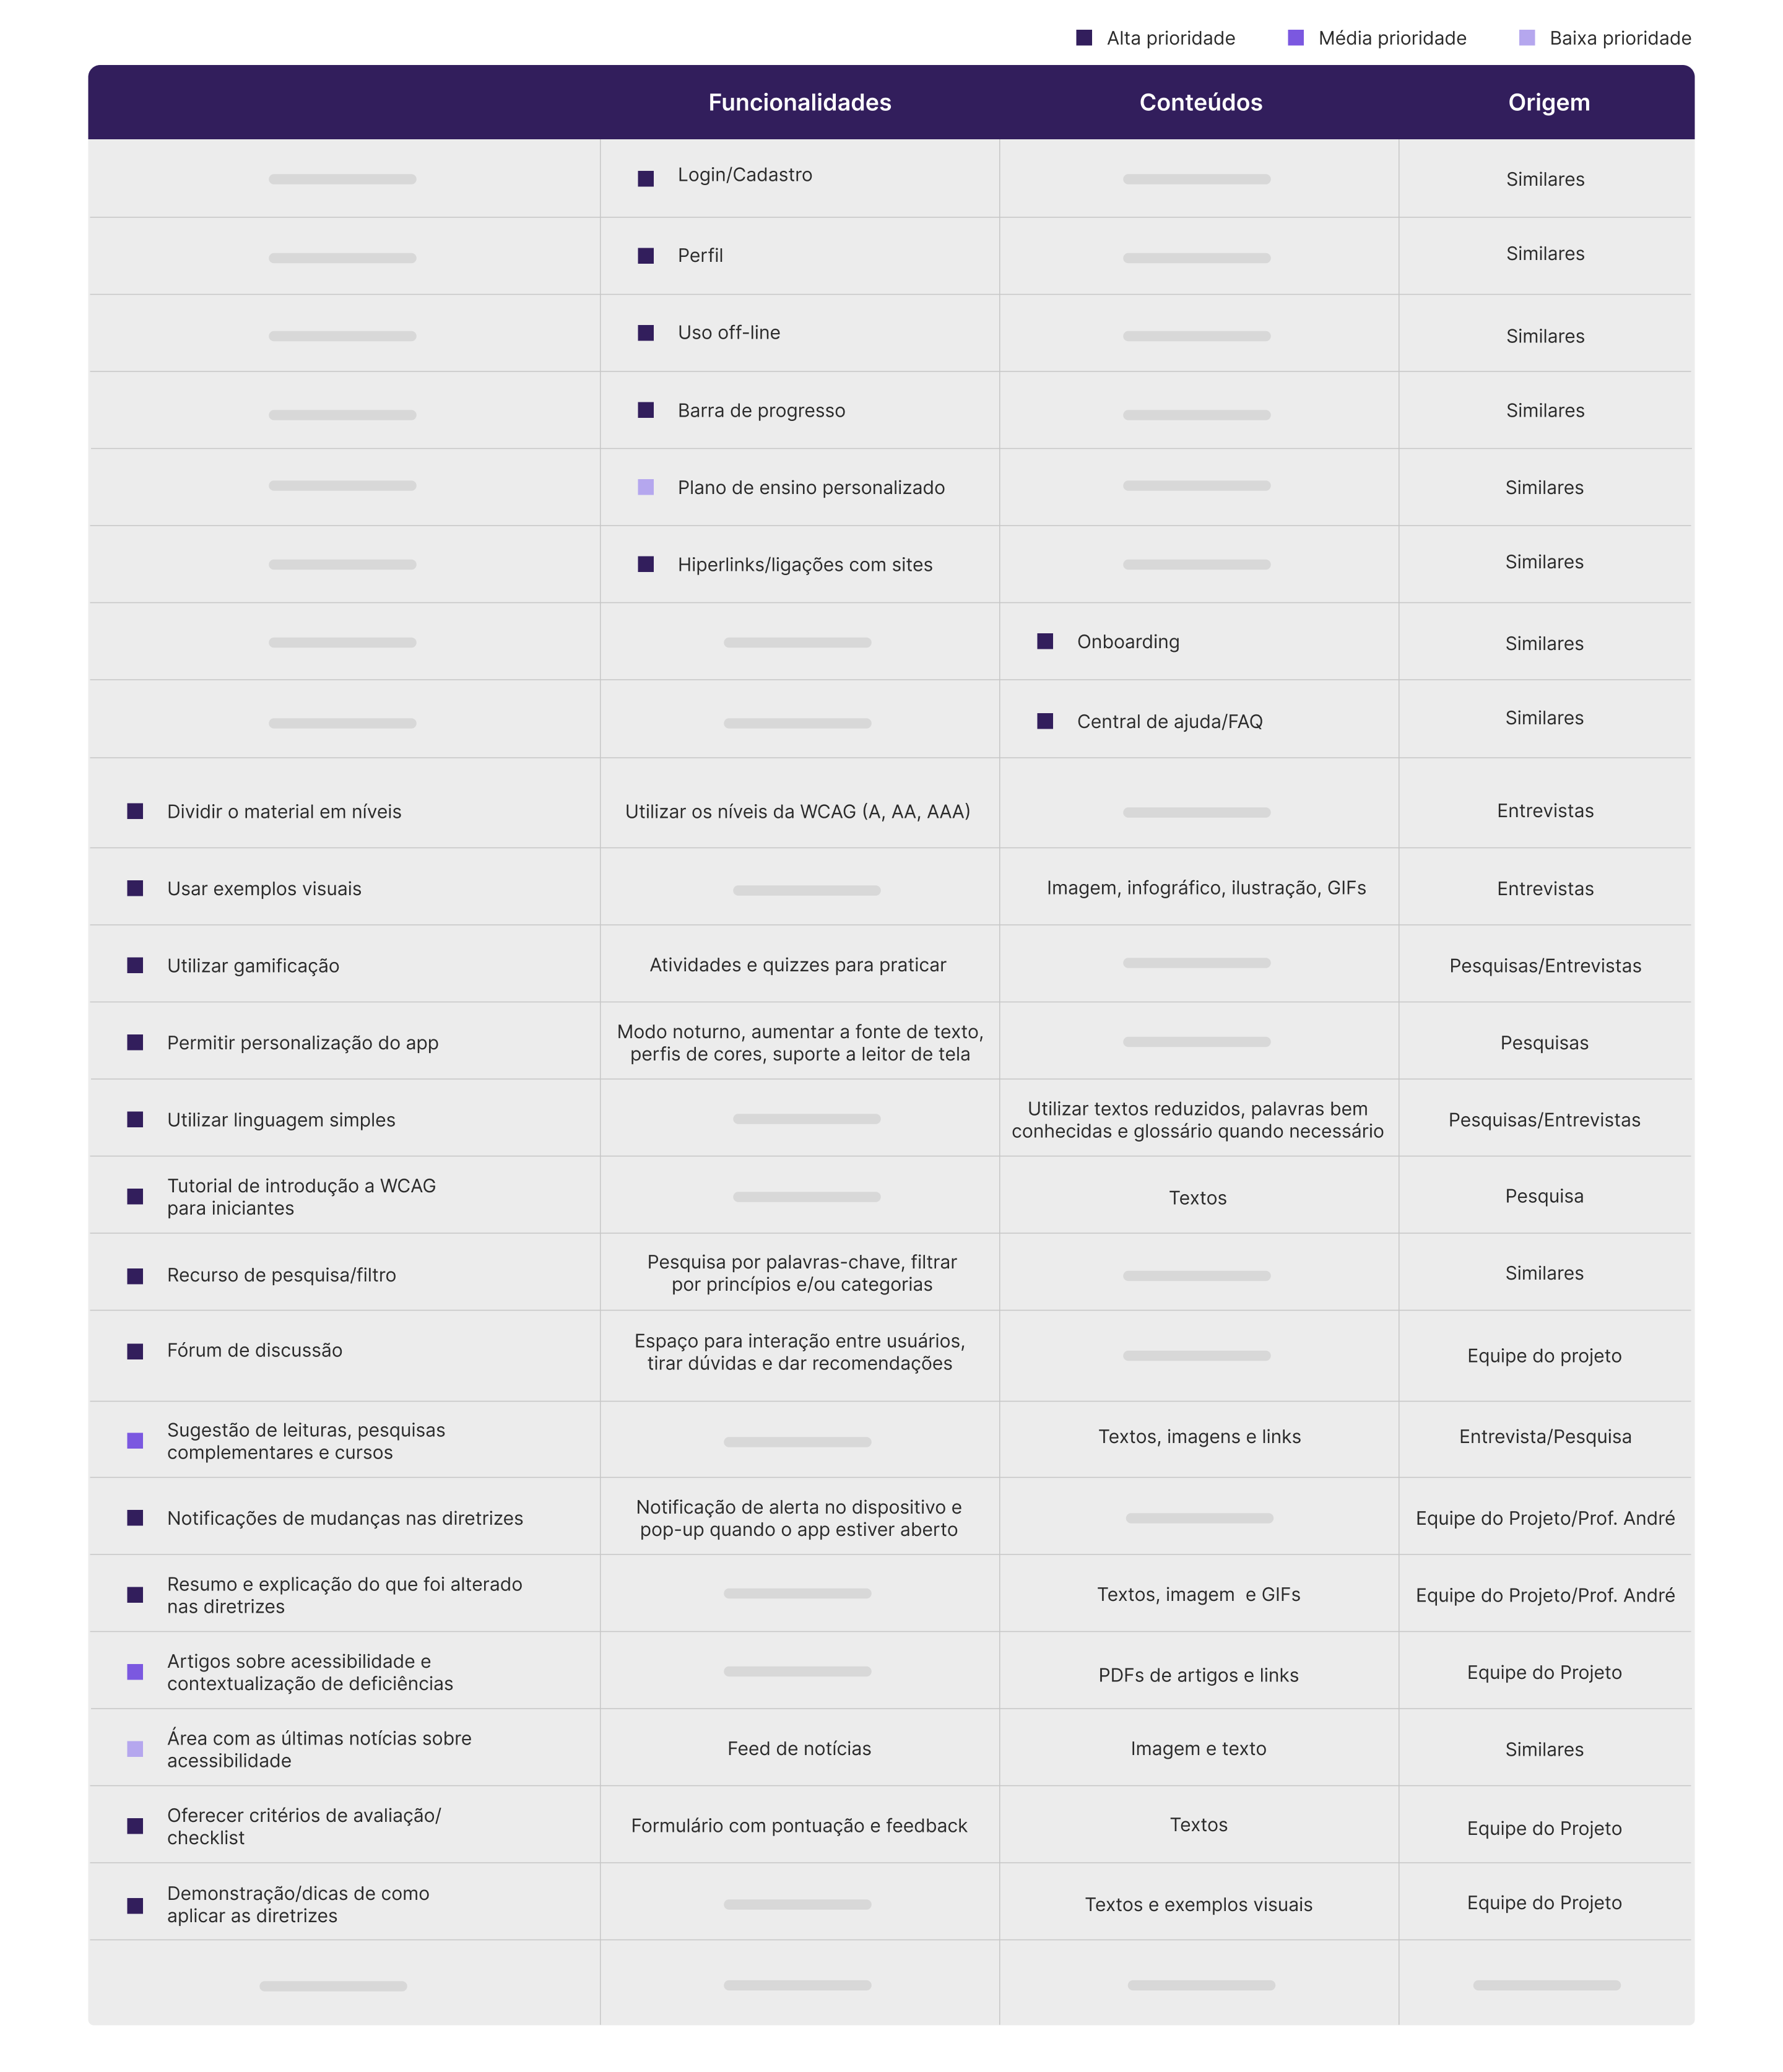 Alta prioridade
Média prioridade
Baixa prioridade
Funcionalidades
Conteúdos
Origem
Login/Cadastro
Similares
Perfil
Similares
Uso off-line
Similares
Barra de progresso
Similares
Plano de ensino personalizado
Similares
Hiperlinks/ligações com sites
Similares
Onboarding
Similares
Central de ajuda/FAQ
Similares
Dividir o material em níveis
Utilizar os níveis da WCAG (A, AA, AAA)
Entrevistas
Usar exemplos visuais
Imagem, infográfico, ilustração, GIFs
Entrevistas
Utilizar gamificação
Atividades e quizzes para praticar
Pesquisas/Entrevistas
Permitir personalização do app
Modo noturno, aumentar a fonte de texto,
perfis de cores, suporte a leitor de tela
Pesquisas
Utilizar linguagem simples
Utilizar textos reduzidos, palavras bem
conhecidas e glossário quando necessário
Pesquisas/Entrevistas
Tutorial de introdução a WCAG
para iniciantes
Textos
Pesquisa
Recurso de pesquisa/filtro
Pesquisa por palavras-chave, filtrar
por princípios e/ou categorias
Similares
Fórum de discussão
Espaço para interação entre usuários,
tirar dúvidas e dar recomendações
Equipe do projeto
Sugestão de leituras, pesquisas
complementares e cursos
Textos, imagens e links
Entrevista/Pesquisa
Notificações de mudanças nas diretrizes
Notificação de alerta no dispositivo e
pop-up quando o app estiver aberto
Equipe do Projeto/Prof. André
Resumo e explicação do que foi alterado
nas diretrizes
Textos, imagem  e GIFs
Equipe do Projeto/Prof. André
Artigos sobre acessibilidade e
contextualização de deficiências
PDFs de artigos e links
Equipe do Projeto
Área com as últimas notícias sobre
acessibilidade
Feed de notícias
Imagem e texto
Similares
Oferecer critérios de avaliação/
checklist
Formulário com pontuação e feedback
Textos
Equipe do Projeto
Demonstração/dicas de como
aplicar as diretrizes
Textos e exemplos visuais
Equipe do Projeto